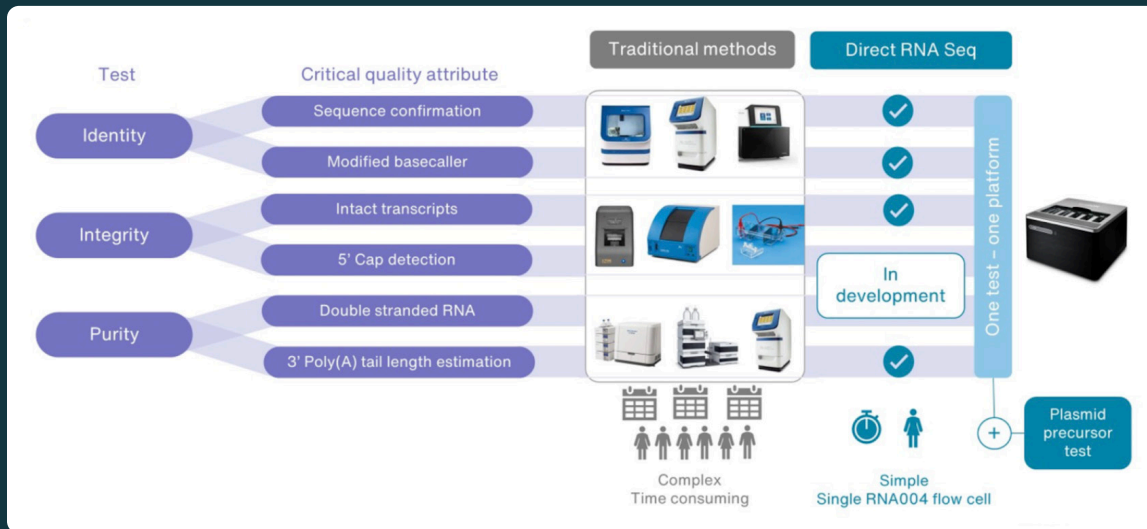 Test
Critical quality attribute
Traditional methods
Direct RNA Seq
Identity
Sequence confirmation
Modified basecaller
Integrity
Intact transcripts
5' Cap detection
Purity
Double stranded RNA
3' Poly(A) tail length estimation
In
development
One test – one platform
Complex
Time consuming
Simple
Single RNA004 flow cell
+
Plasmid
precursor
test